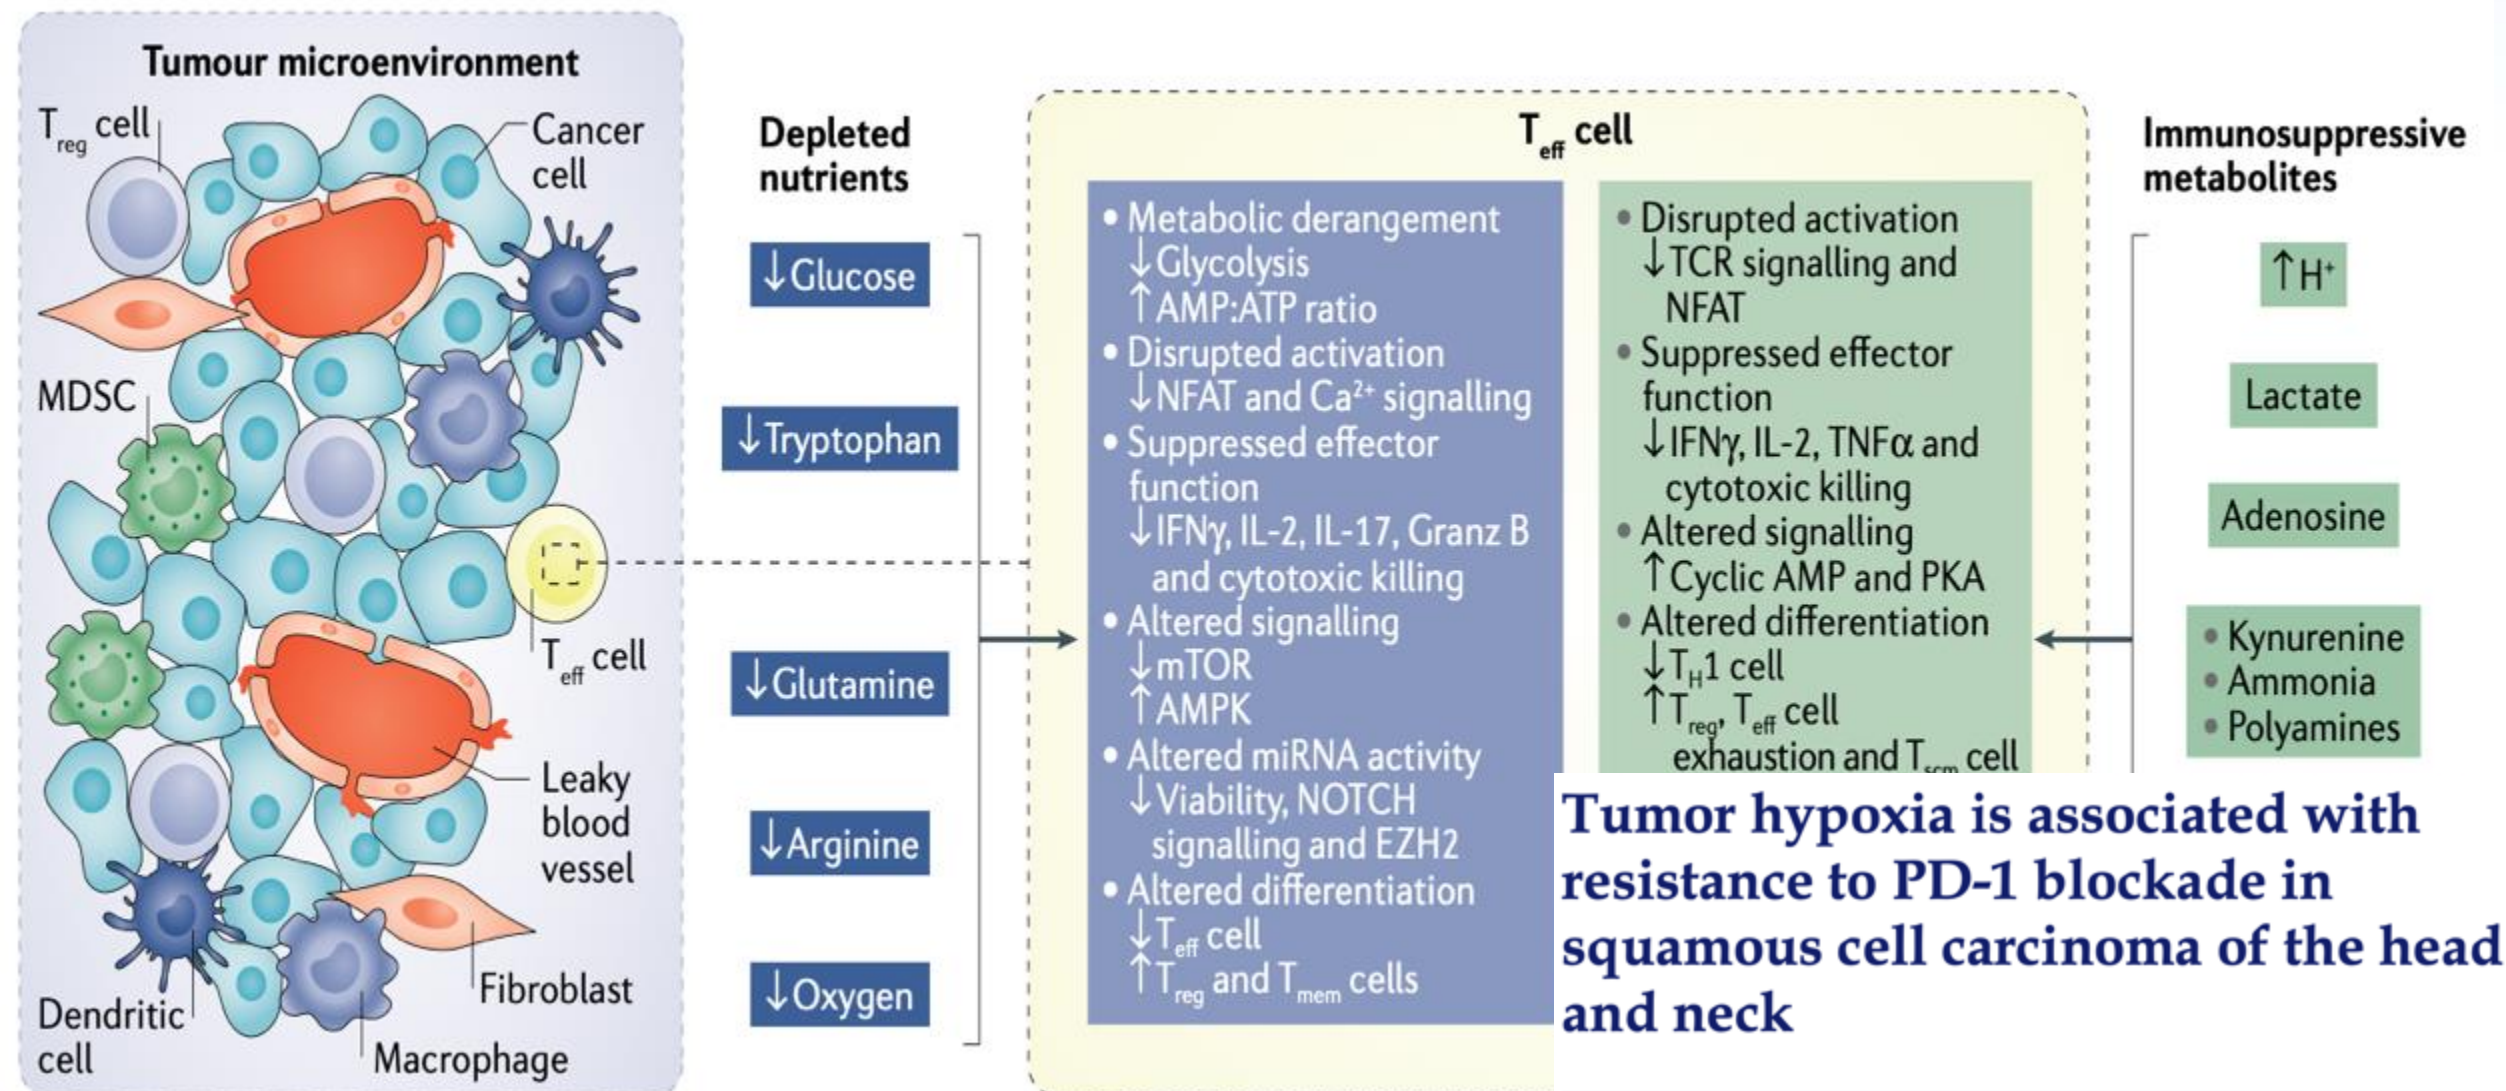 Tumour microenvironment
Treg cell
Cancer
cell
MDSC
Teff cell
Leaky
blood
vessel
Fibroblast
Dendritic
cell
Macrophage
Depleted
nutrients
↓Glucose
↓Tryptophan
↓Glutamine
↓Arginine
↓Oxygen
Teff cell
• Metabolic derangement
↓Glycolysis
↑AMP:ATP ratio
• Disrupted activation
↓NFAT and Ca2+ signalling
• Suppressed effector
function
↓IFNγ, IL-2, IL-17, Granz B
and cytotoxic killing
• Altered signalling
↓mTOR
↑AMPK
• Altered miRNA activity
↓Viability, NOTCH
signalling and EZH2
• Altered differentiation
↓Teff cell
↑Treg and Tmem cells
• Disrupted activation
↓TCR signalling and
NFAT
• Suppressed effector
function
↓IFNγ, IL-2, TNFα and
cytotoxic killing
• Altered signalling
↑Cyclic AMP and PKA
• Altered differentiation
↓TH1 cell
↑Treg, Teff cell
exhaustion and Tscm cell
Immunosuppressive
metabolites
↑H+
Lactate
Adenosine
• Kynurenine
• Ammonia
• Polyamines
Tumor hypoxia is associated with
resistance to PD-1 blockade in
squamous cell carcinoma of the head
and neck